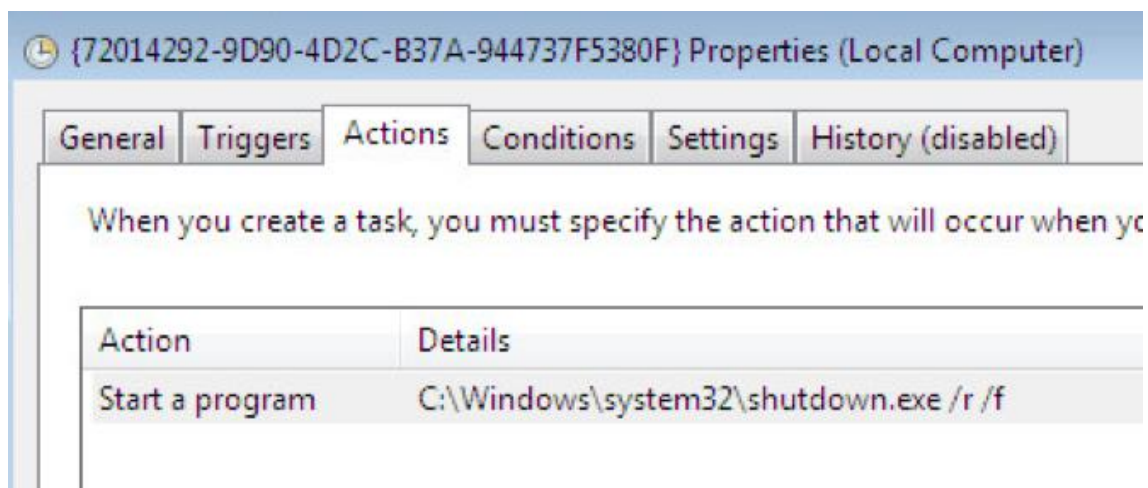 {72014292-9D90-4D2C-B37A-944737F5380F} Properties (Local Computer)
General Triggers Actions Conditions Settings History (disabled)
When you create a task, you must specify the action that will occur when yo
Action Details
Start a program C:\Windows\system32\shutdown.exe /r /f